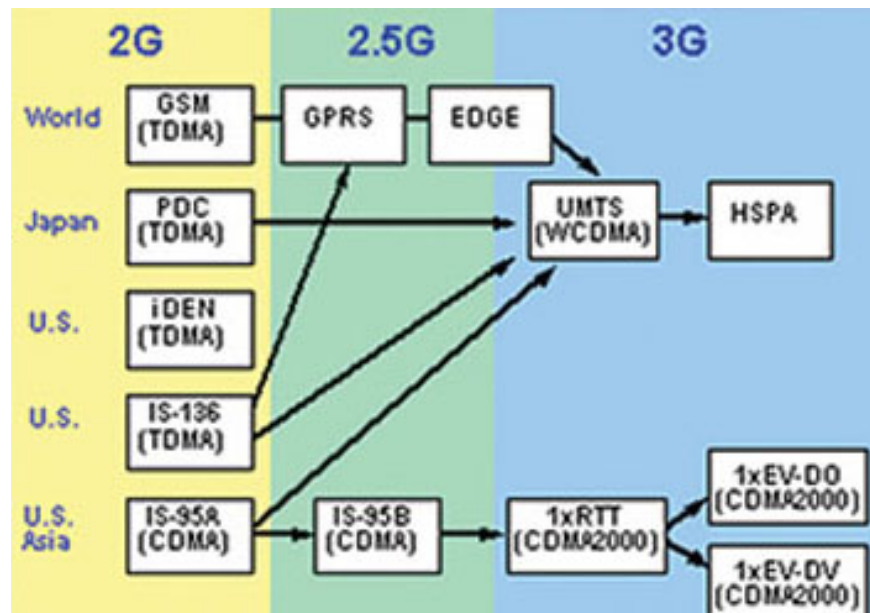 2G 2.5G 3G
World GSM (TDMA) GPRS EDGE
Japan PDC (TDMA) UMTS (WCDMA) HSPA
U.S. iDEN (TDMA)
U.S. IS-136 (TDMA)
U.S. Asia IS-95A (CDMA) IS-95B (CDMA) 1xRTT (CDMA2000)
1xEV-DO (CDMA2000)
1xEV-DV (CDMA2000)